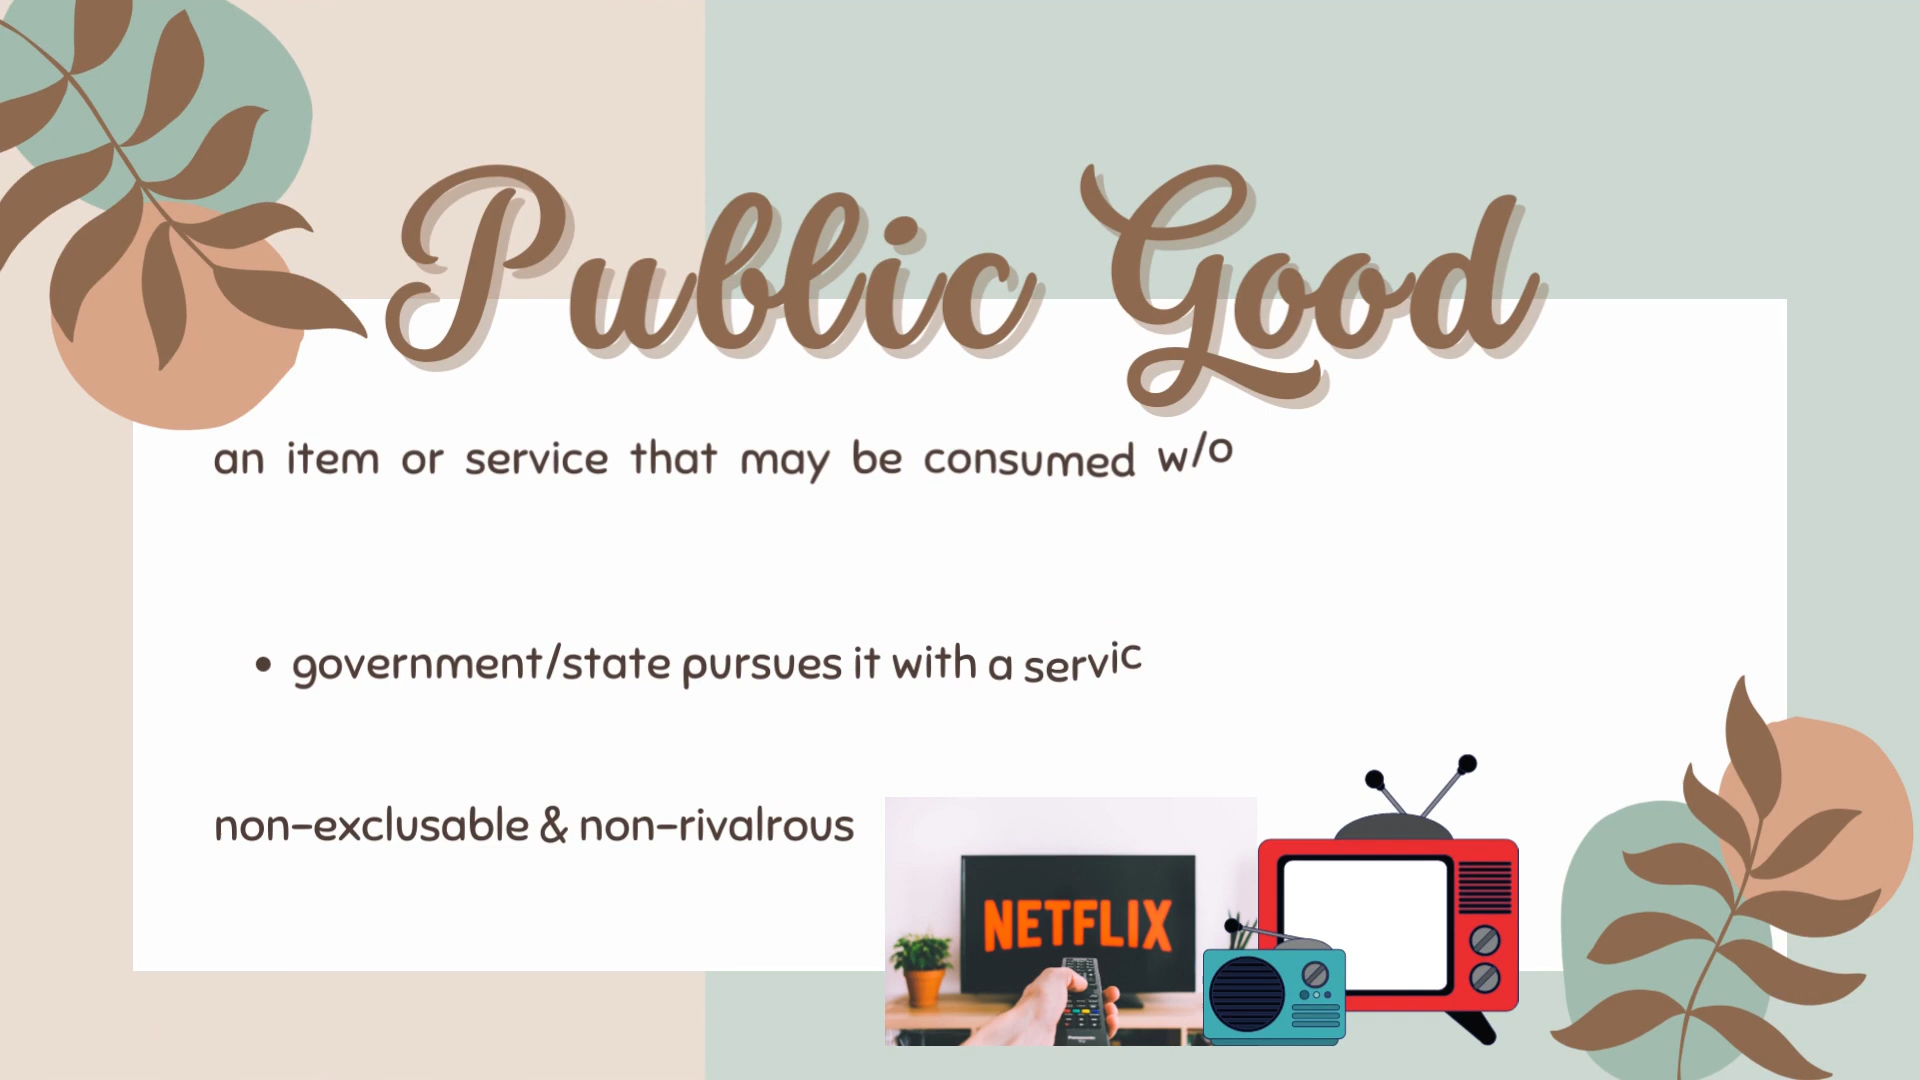 Public Good
an item or service that may be consumed w/o
• government/state pursues it with a servic
non-exclusable & non-rivalrous
NETFLIX